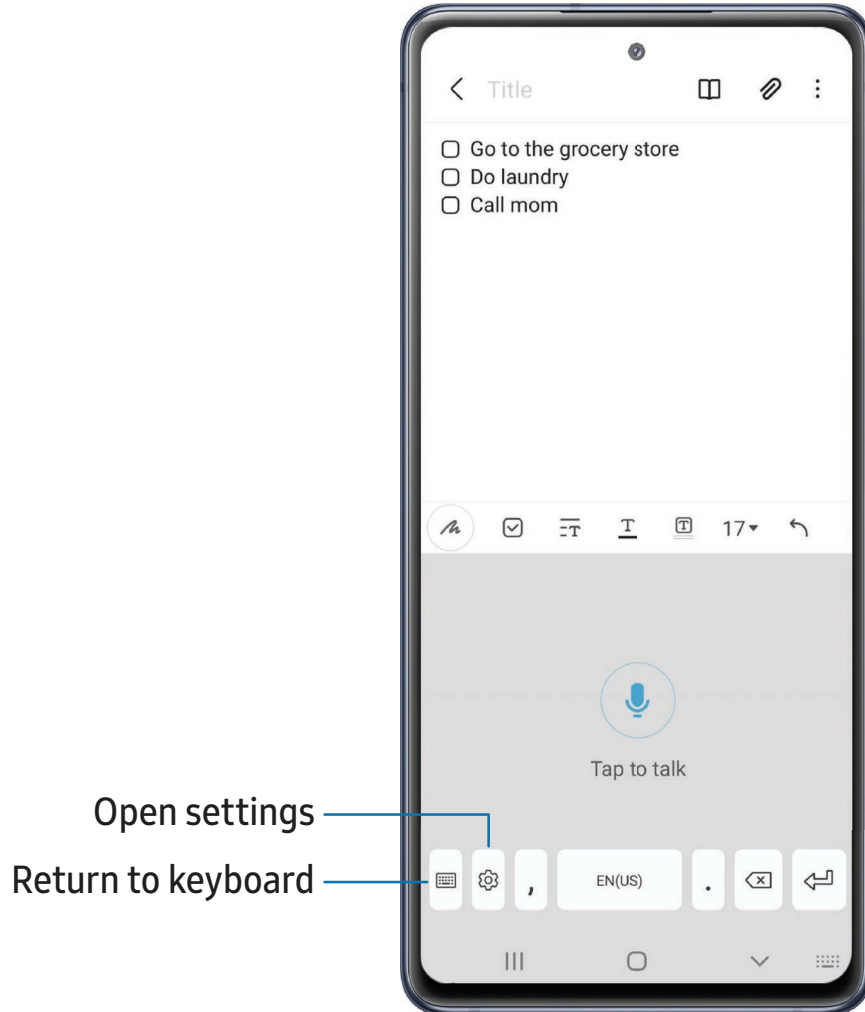 Title
Go to the grocery store
Do laundry
Call mom
17
Tap to talk
Open settings
Return to keyboard
, EN(US) .